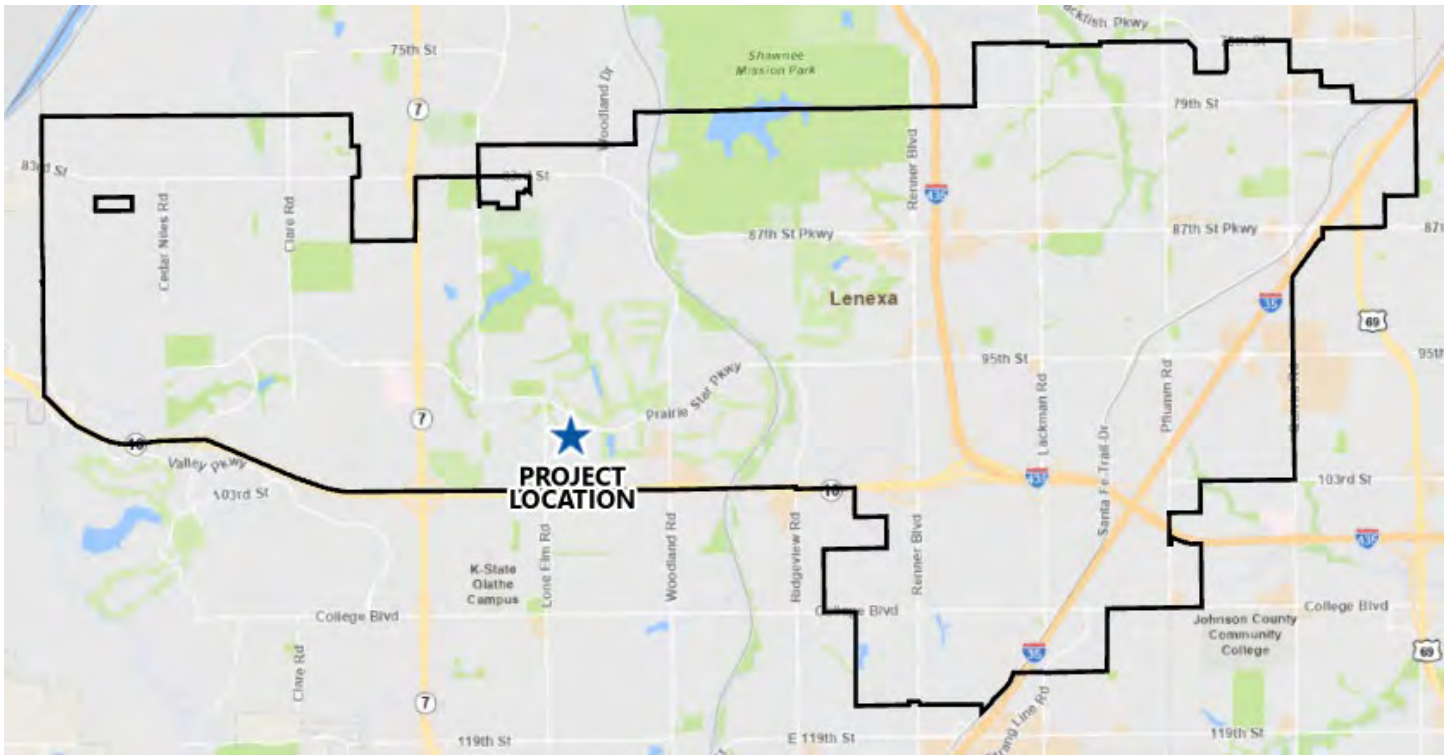 75th St
Woodland Dr
Shawnee
Mission Park
Pkwy
79th St
7
83rd St
Cedar Niles Rd
Clare Rd
Renner Blvd
435
87th St Pkwy
87th St Pkwy
Lenexa
35
69
95th St
Prairie Star Pkwy
Lackman Rd
Pflumm Rd
Santa Fe Trail Dr
7
10
Valley Pkwy
103rd St
PROJECT
LOCATION
10
435
103rd St
435
K-State
Olathe
Campus
Lone Elm Rd
Woodland Rd
Ridgeview Rd
Renner Blvd
College Blvd
College Blvd
College Blvd
Johnson County
Community
College
35
69
Clare Rd
7
119th St
E 119th St
Strang Line Rd
119th St